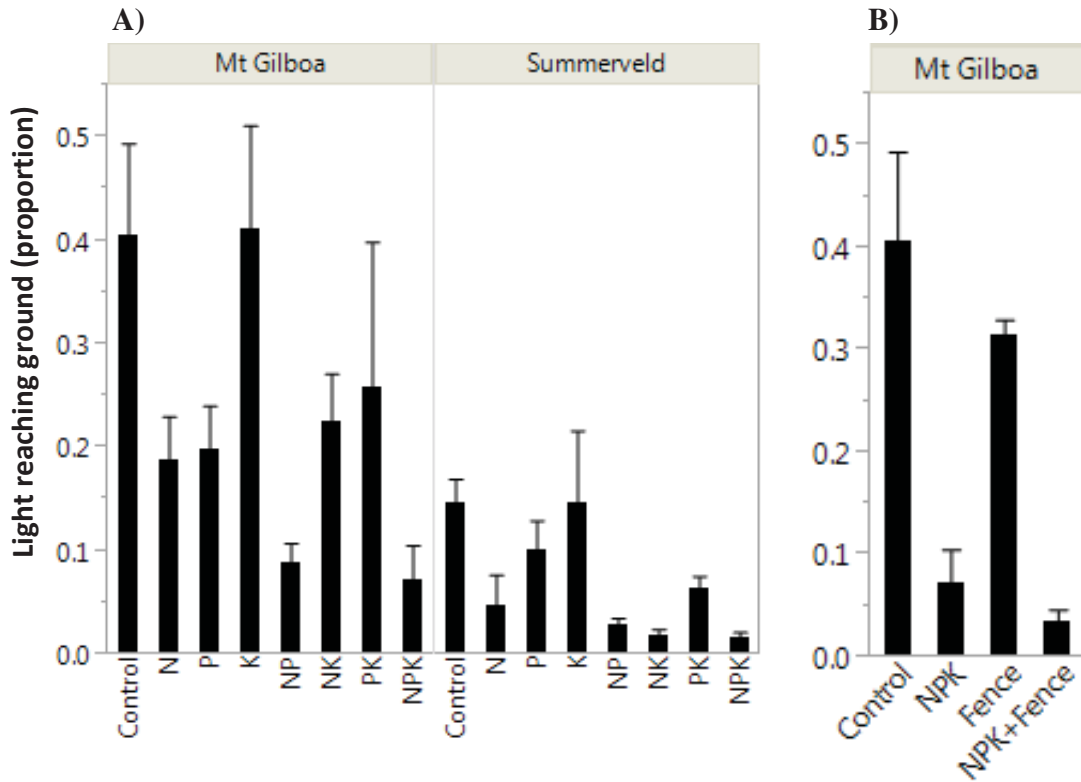 A)
Mt Gilboa
Summerveld
Light reaching ground (proportion)
0.5
0.4
0.3
0.2
0.1
0.0
Control
N
P
K
NP
NK
PK
NPK
Control
N
P
K
NP
NK
PK
NPK
B)
Mt Gilboa
0.5
0.4
0.3
0.2
0.1
0.0
Control
NPK
Fence
NPK+Fence